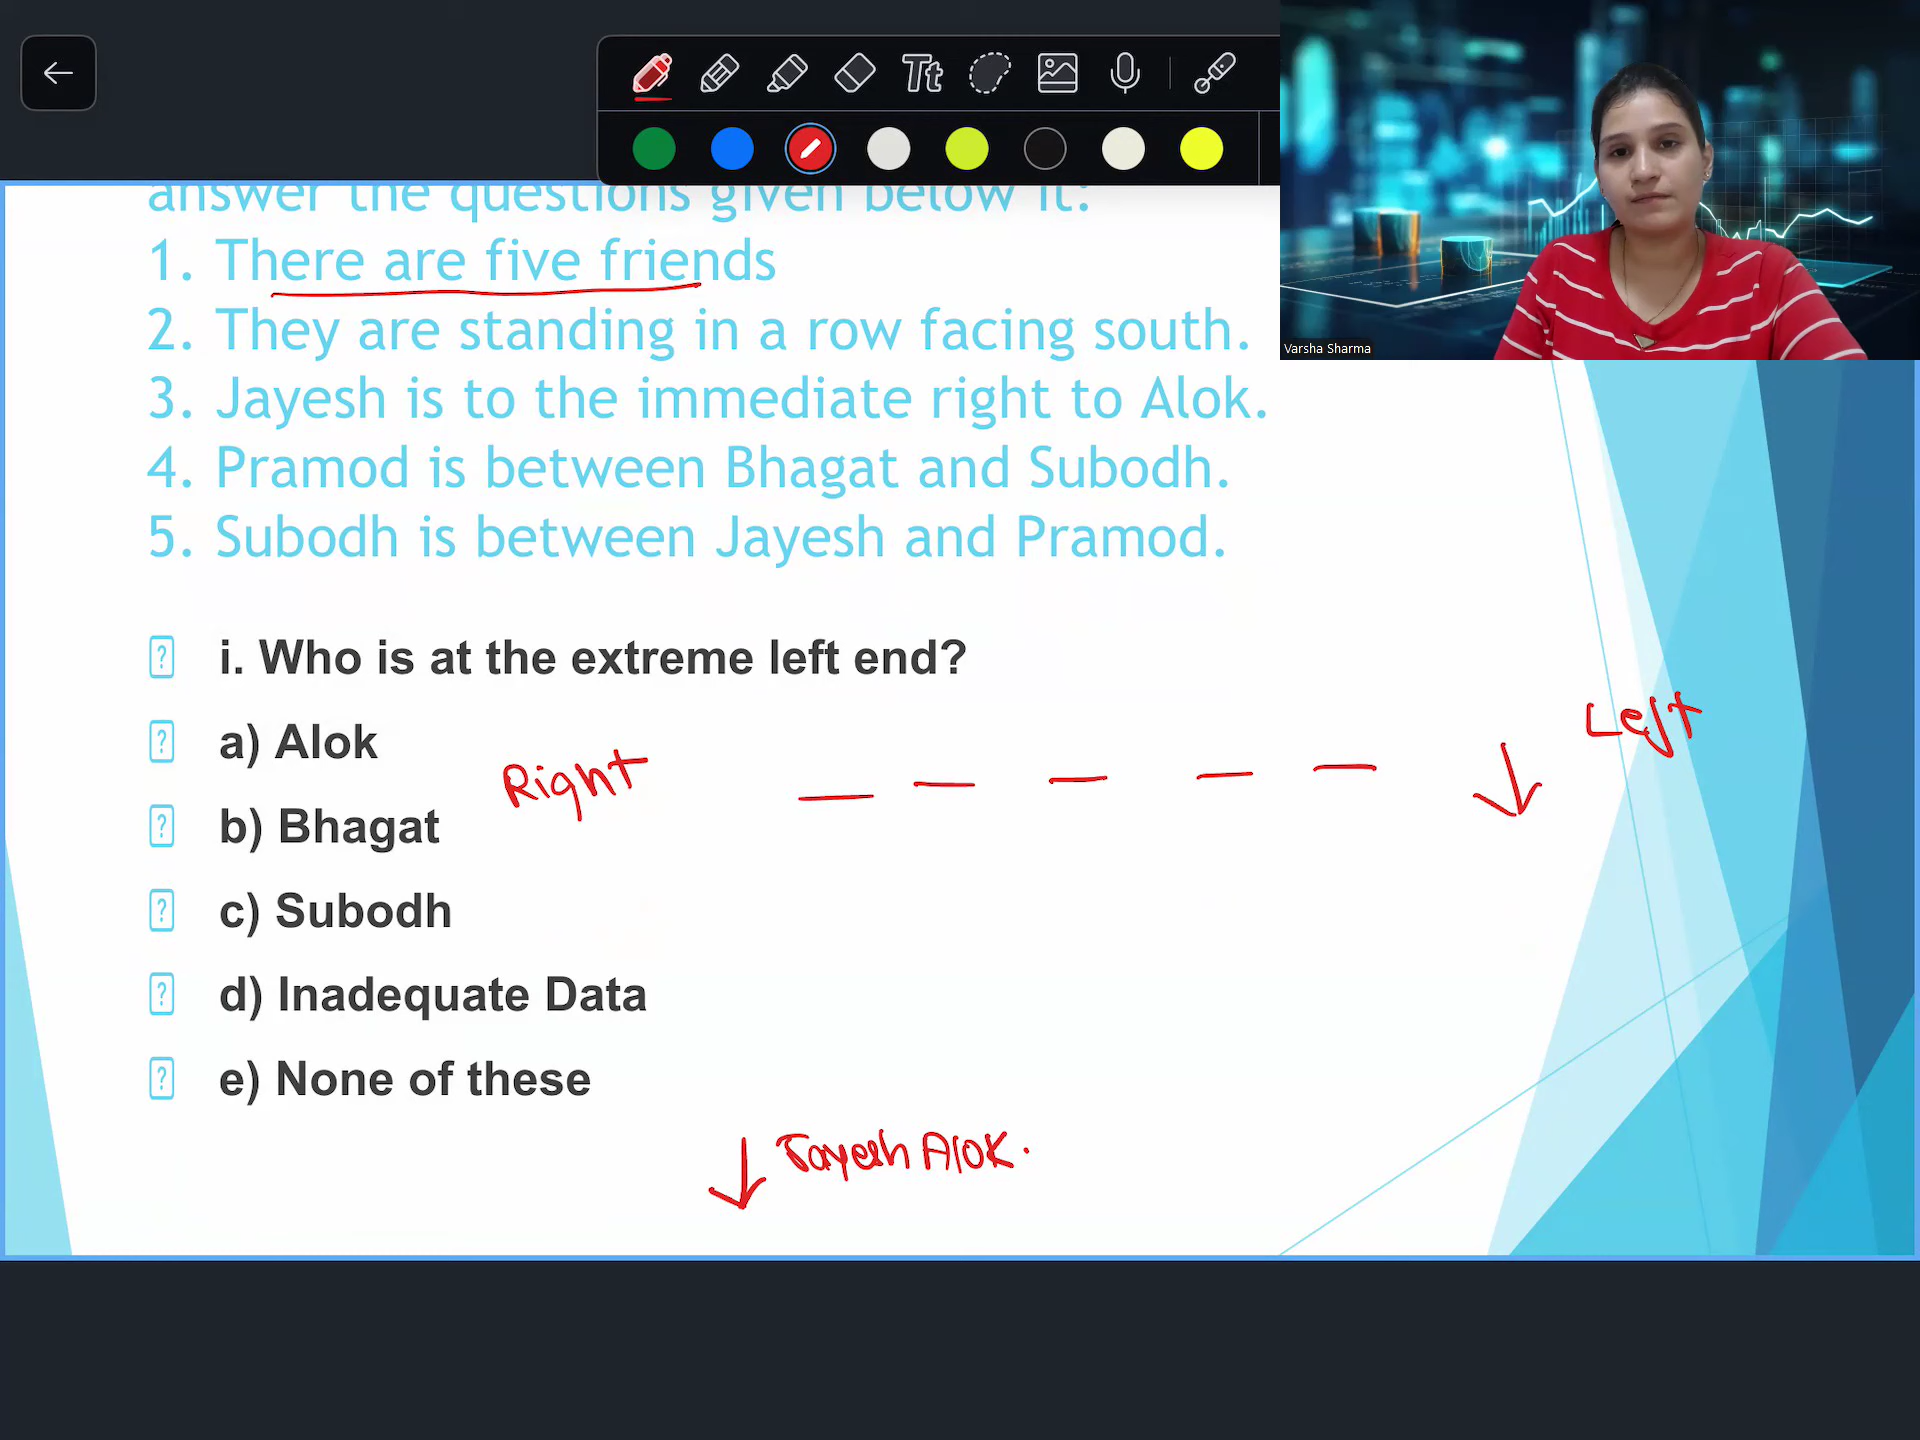 Tt
Varsha Sharma
answer the questions given below it:
1. There are five friends
2. They are standing in a row facing south.
3. Jayesh is to the immediate right to Alok.
4. Pramod is between Bhagat and Subodh.
5. Subodh is between Jayesh and Pramod.
i. Who is at the extreme left end?
Left
a) Alok
Right
b) Bhagat
c) Subodh
d) Inadequate Data
e) None of these
Jayesh Alok.